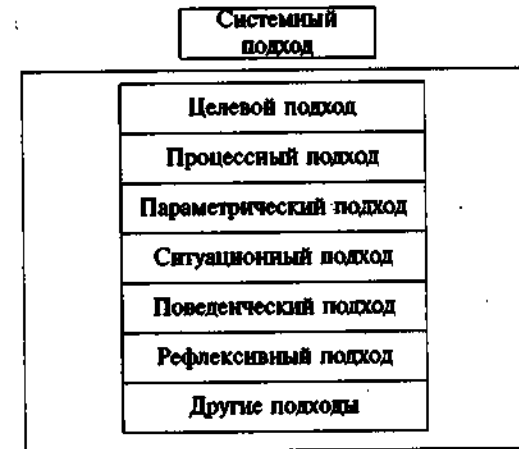 Системный
подход
Целевой подход
Процессный подход
Параметрический подход
Ситуационный подход
Поведенческий подход
Рефлексивный подход
Другие подходы